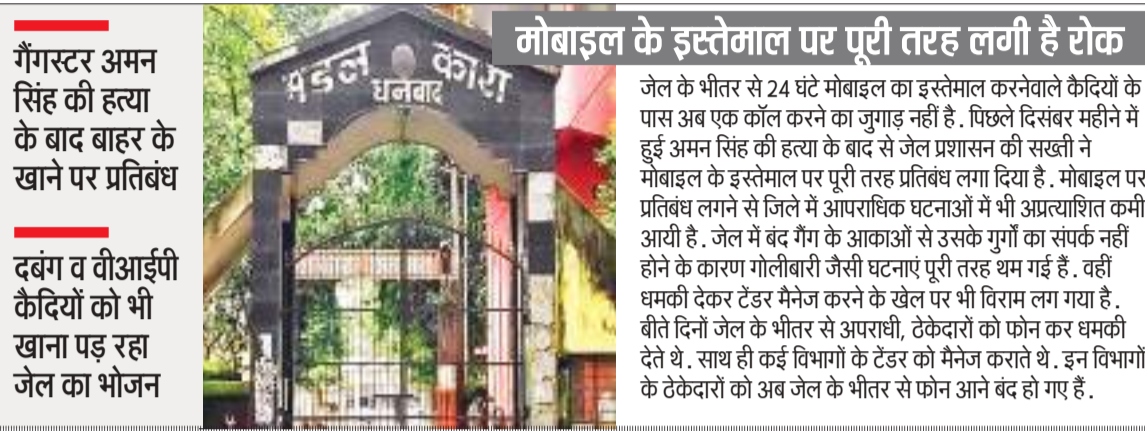 गैंगस्टर अमन
सिंह की हत्या
के बाद बाहर के
खाने पर प्रतिबंध
दबंग व वीआईपी
कैदियों को भी
खाना पड़ रहा
जेल का भोजन
मंडल कारा
धनबाद
मोबाइल के इस्तेमाल पर पूरी तरह लगी है रोक
जेल के भीतर से 24 घंटे मोबाइल का इस्तेमाल करनेवाले कैदियों के
पास अब एक कॉल करने का जुगाड़ नहीं है. पिछले दिसंबर महीने में
हुई अमन सिंह की हत्या के बाद से जेल प्रशासन की सख्ती ने
मोबाइल के इस्तेमाल पर पूरी तरह प्रतिबंध लगा दिया है. मोबाइल पर
प्रतिबंध लगने से जिले में आपराधिक घटनाओं में भी अप्रत्याशित कमी
आयी है. जेल में बंद गैंग के आकाओं से उसके गुर्गों का संपर्क नहीं
होने के कारण गोलीबारी जैसी घटनाएं पूरी तरह थम गई हैं. वहीं
धमकी देकर टेंडर मैनेज करने के खेल पर भी विराम लग गया है.
बीते दिनों जेल के भीतर से अपराधी, ठेकेदारों को फोन कर धमकी
देते थे. साथ ही कई विभागों के टेंडर को मैनेज कराते थे. इन विभागों
के ठेकेदारों को अब जेल के भीतर से फोन आने बंद हो गए हैं.